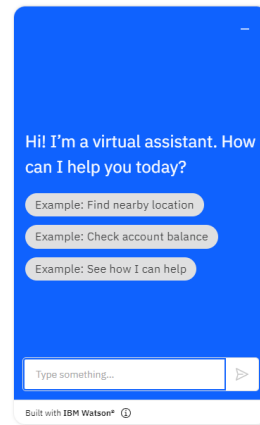 Hi! I'm a virtual assistant. How
can I help you today?
Example: Find nearby location
Example: Check account balance
Example: See how I can help
Type something...
Built with IBM Watson®